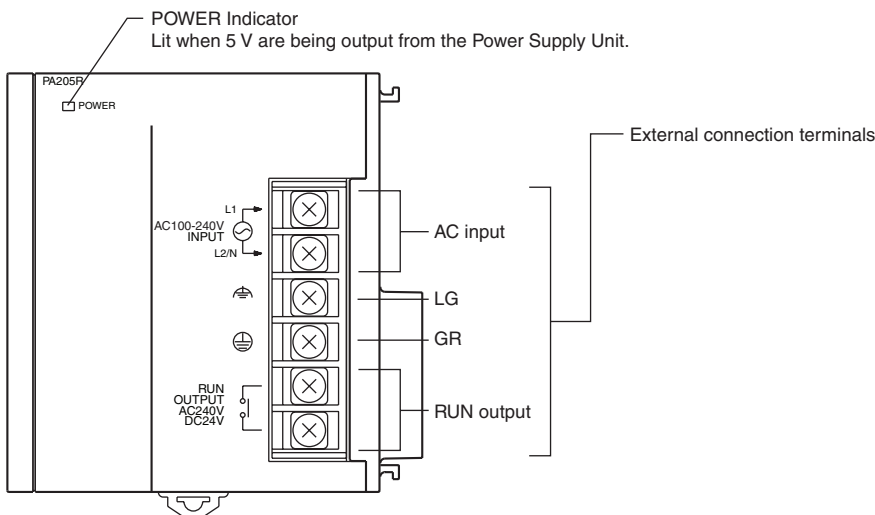 POWER Indicator
Lit when 5 V are being output from the Power Supply Unit.
PA205R
POWER
External connection terminals
L1
AC100-240V
INPUT
L2/N
AC input
LG
GR
RUN
OUTPUT
AC240V
DC24V
RUN output